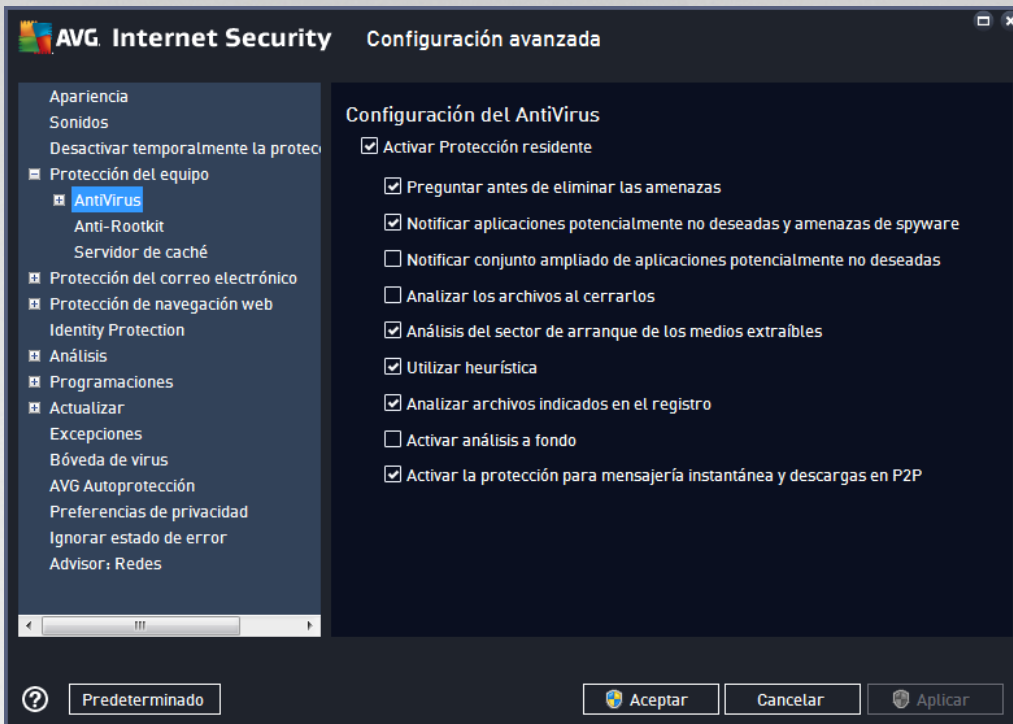 AVG. Internet Security Configuración avanzada
Apariencia
Sonidos
Desactivar temporalmente la protec
Protección del equipo
AntiVirus
Anti-Rootkit
Servidor de caché
Protección del correo electrónico
Protección de navegación web
Identity Protection
Análisis
Programaciones
Actualizar
Excepciones
Bóveda de virus
AVG Autoprotección
Preferencias de privacidad
Ignorar estado de error
Advisor: Redes
Configuración del AntiVirus
Activar Protección residente
Preguntar antes de eliminar las amenazas
Notificar aplicaciones potencialmente no deseadas y amenazas de spyware
Notificar conjunto ampliado de aplicaciones potencialmente no deseadas
Analizar los archivos al cerrarlos
Análisis del sector de arranque de los medios extraíbles
Utilizar heurística
Analizar archivos indicados en el registro
Activar análisis a fondo
Activar la protección para mensajería instantánea y descargas en P2P
Predeterminado
Aceptar
Cancelar
Aplicar